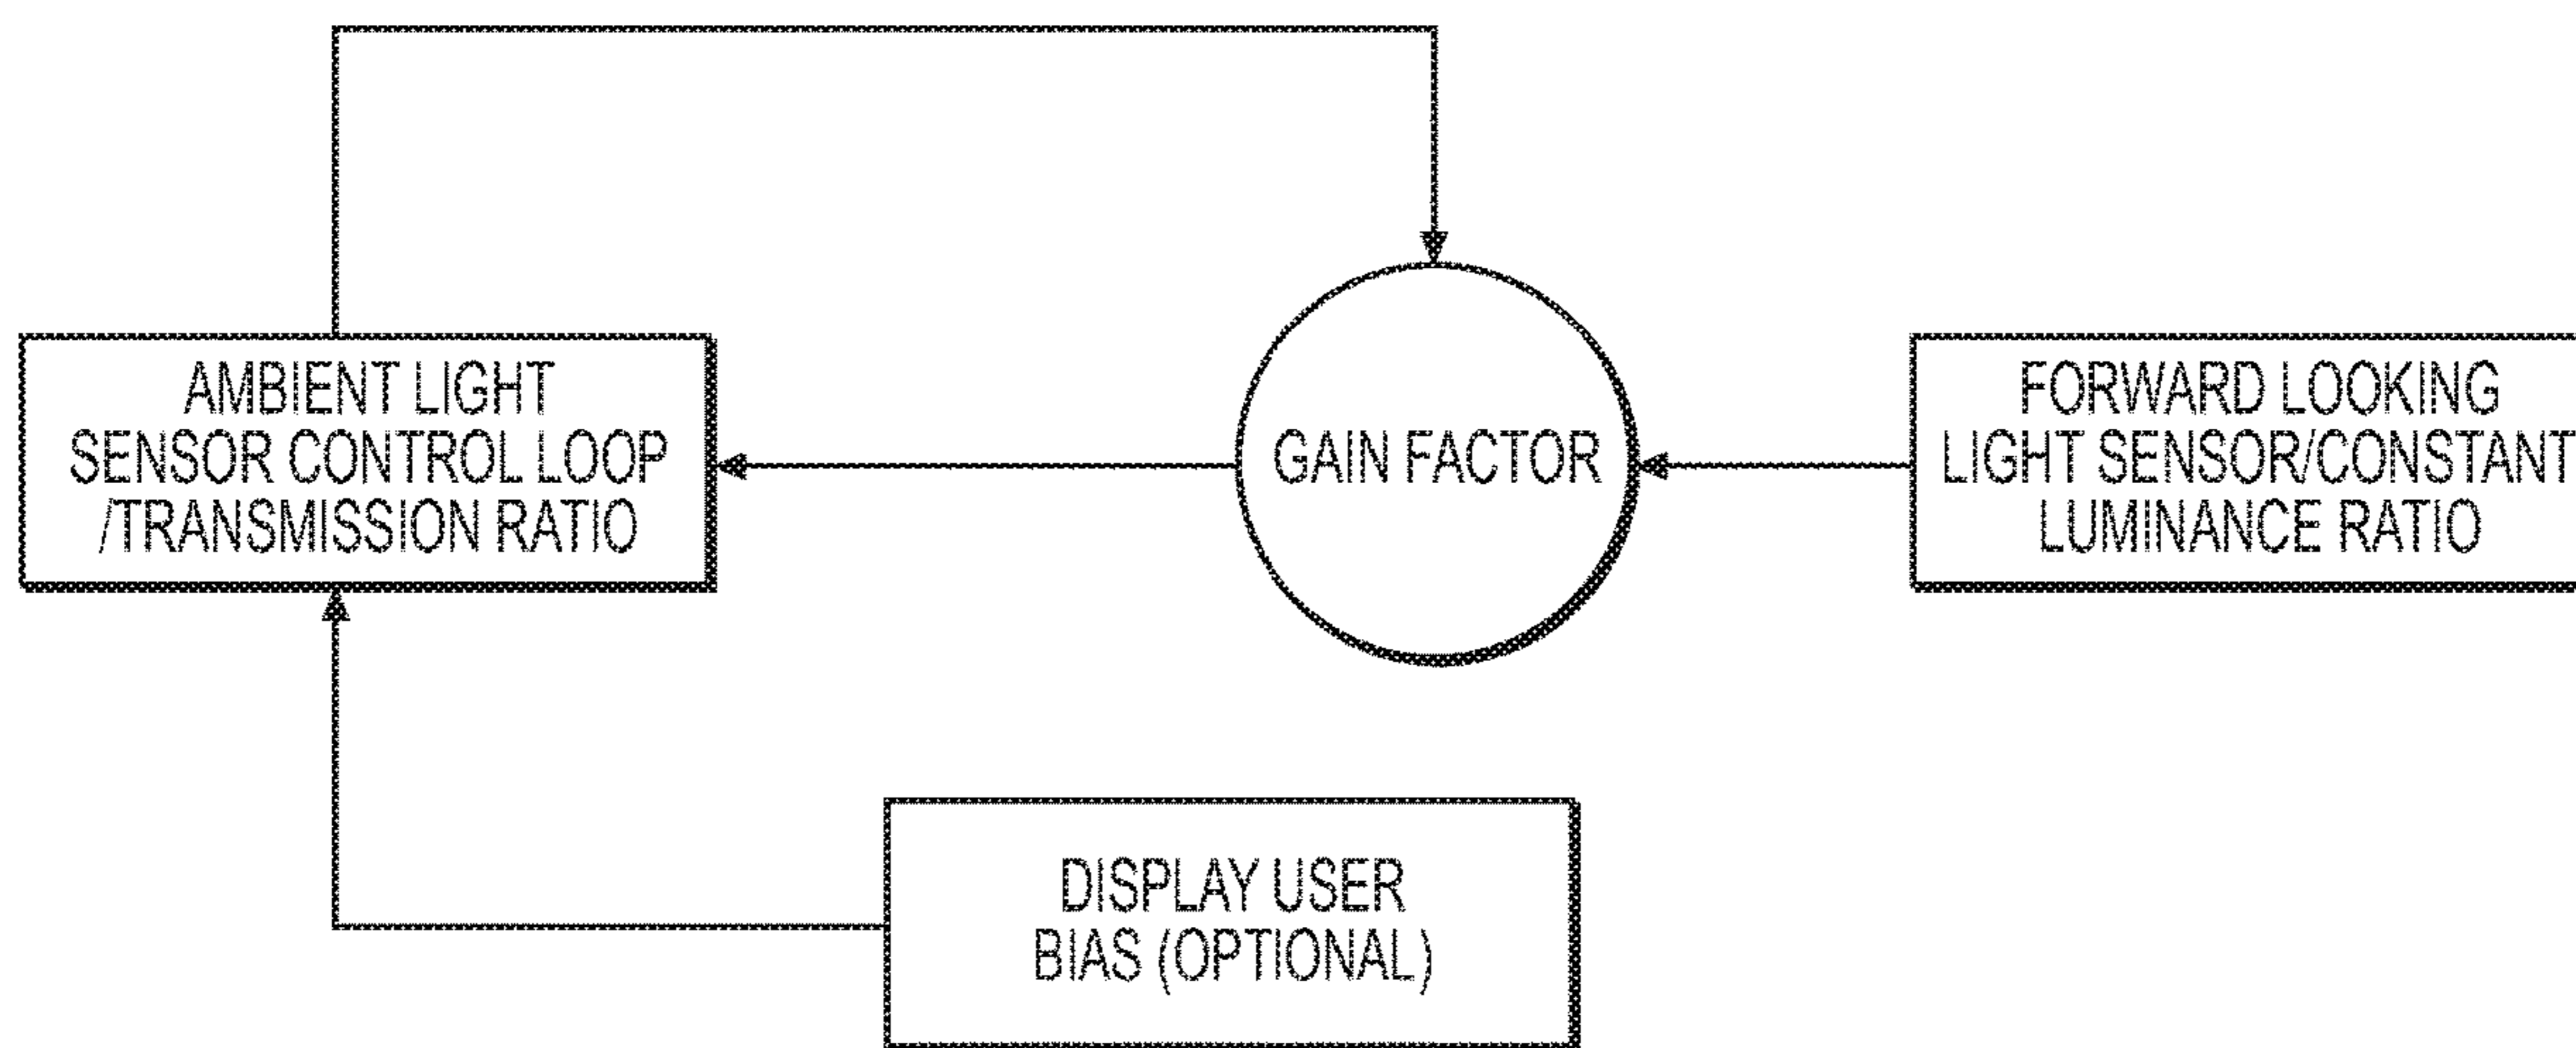 AMBIENT LIGHT
SENSOR CONTROL LOOP
/TRANSMISSION RATIO
GAIN FACTOR
FORWARD LOOKING
LIGHT SENSOR/CONSTANT
LUMINANCE RATIO
DISPLAY USER
BIAS (OPTIONAL)